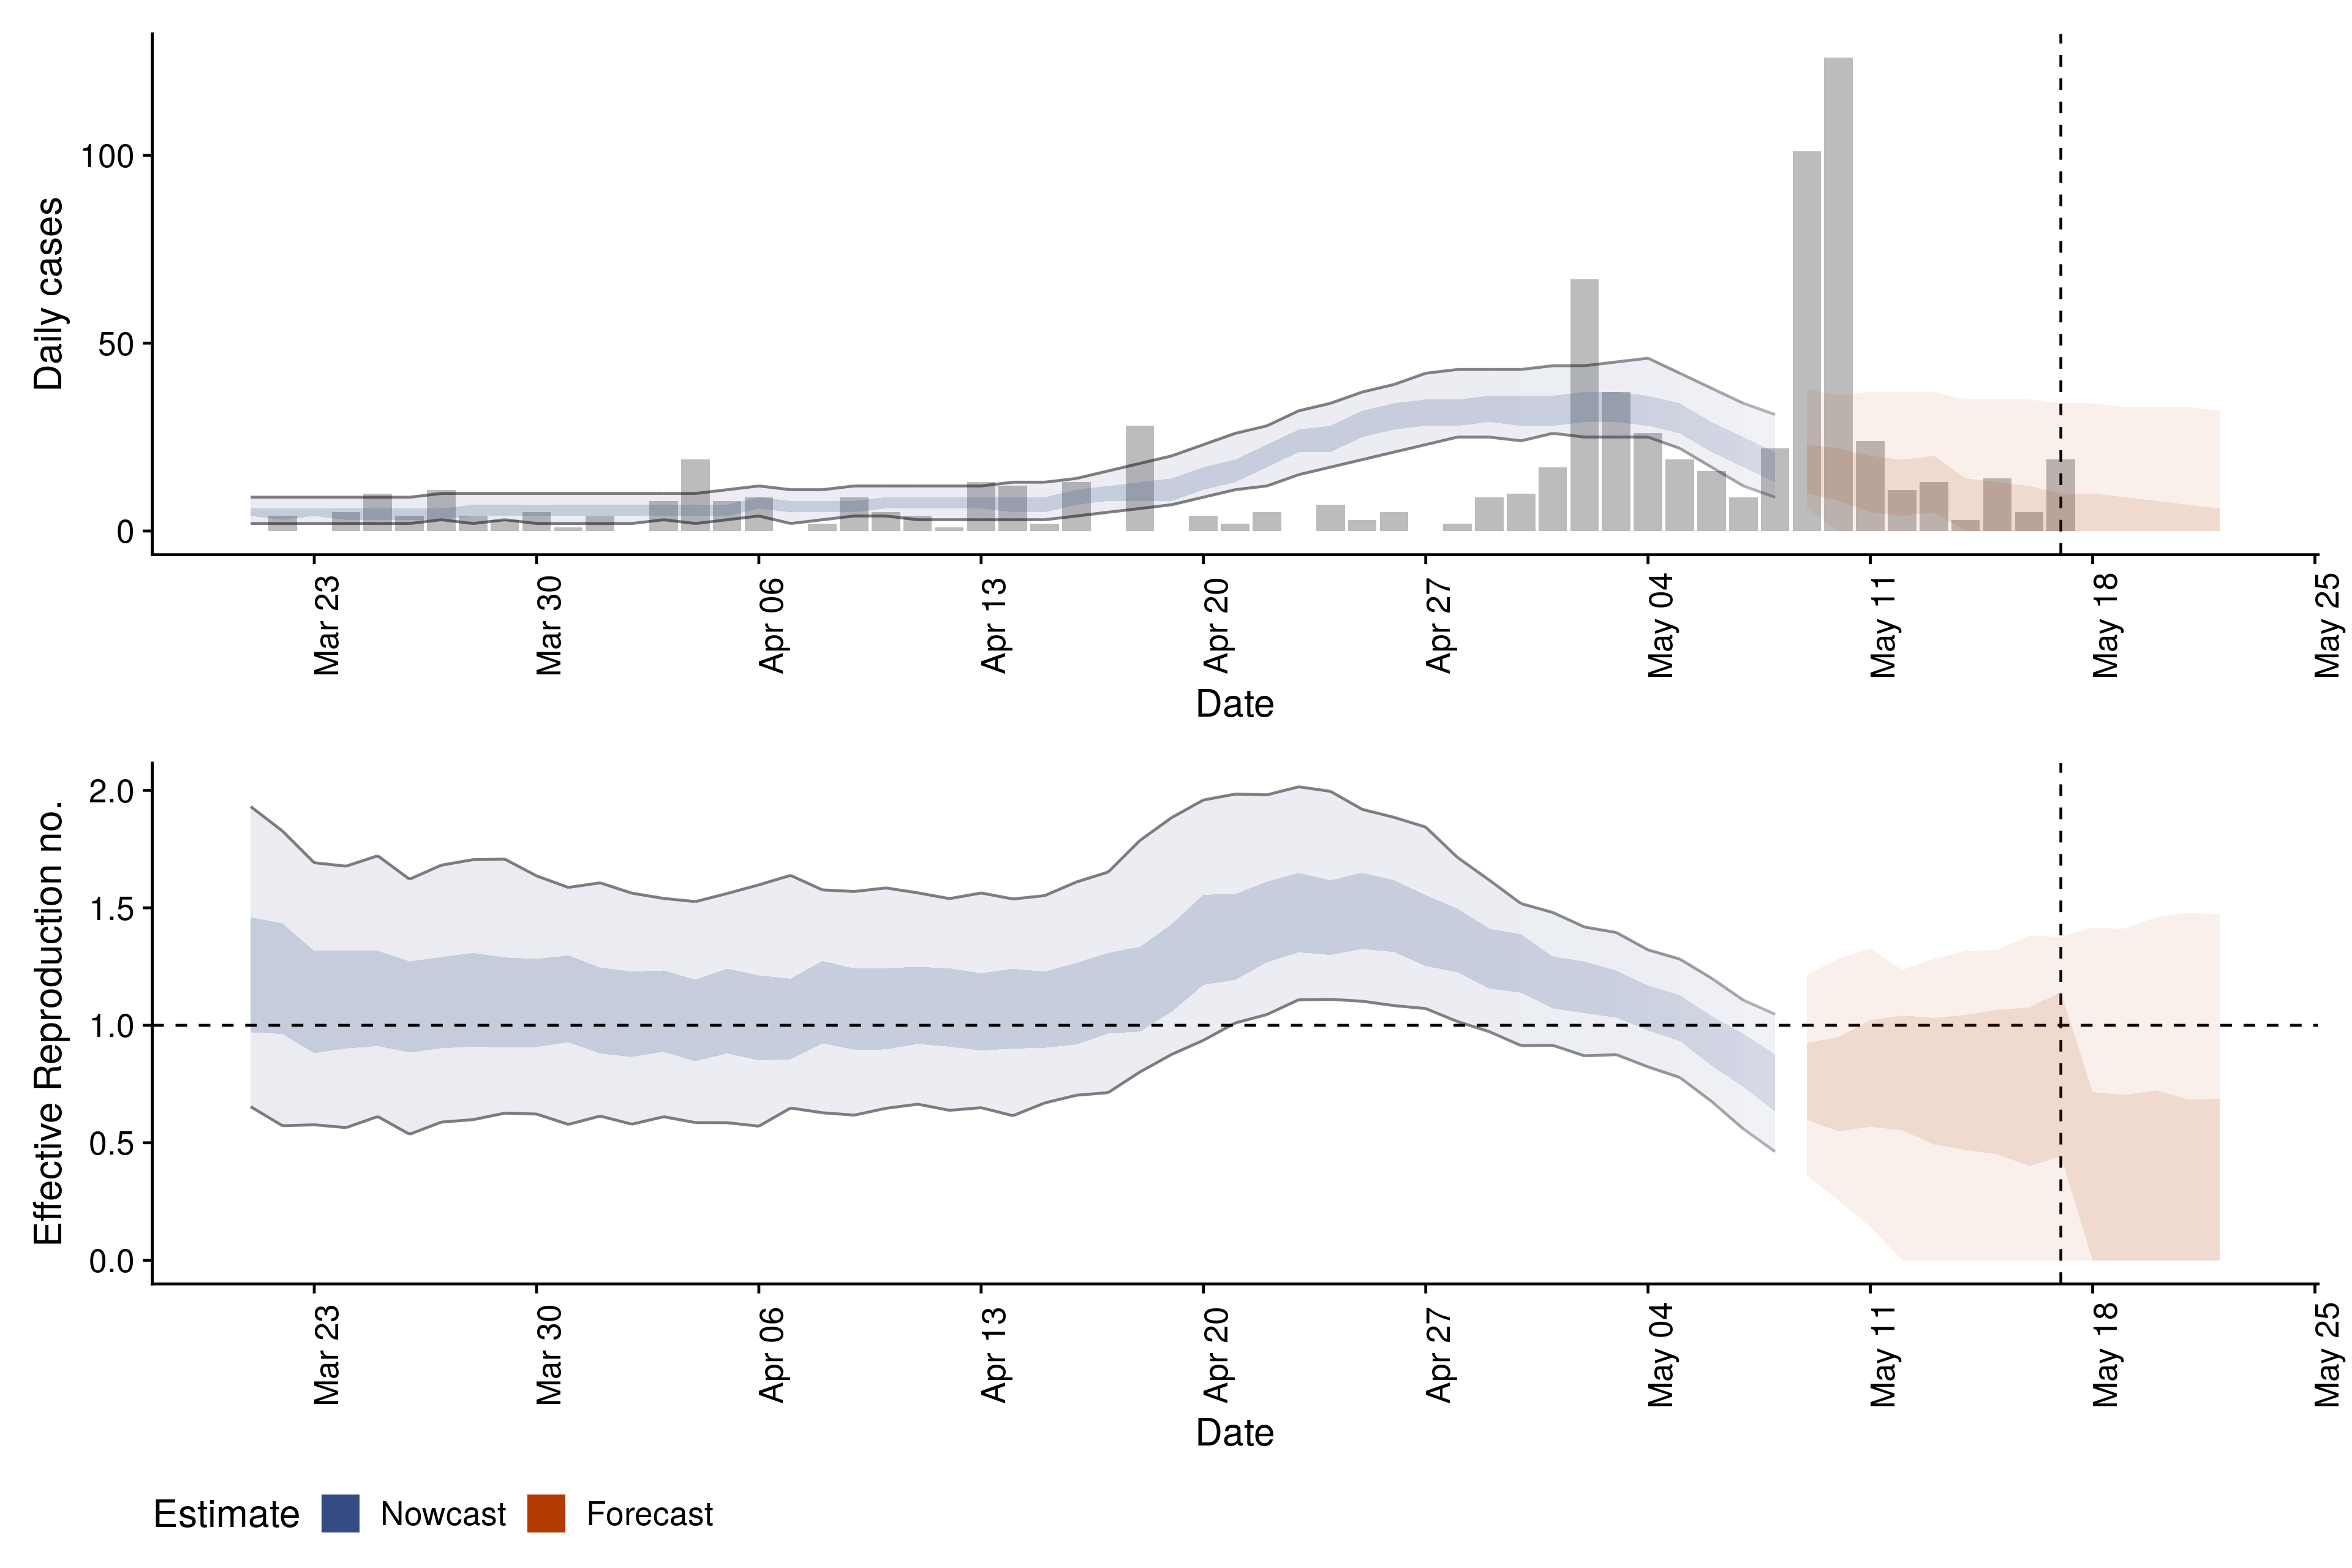 Daily cases
100
50
0
Mar 23
Mar 30
Apr 06
Apr 13
Apr 20
Apr 27
May 04
May 11
May 18
May 25
Date
Effective Reproduction no.
2.0
1.5
1.0
0.5
0.0
Mar 23
Mar 30
Apr 06
Apr 13
Apr 20
Apr 27
May 04
May 11
May 18
May 25
Date
Estimate Nowcast Forecast